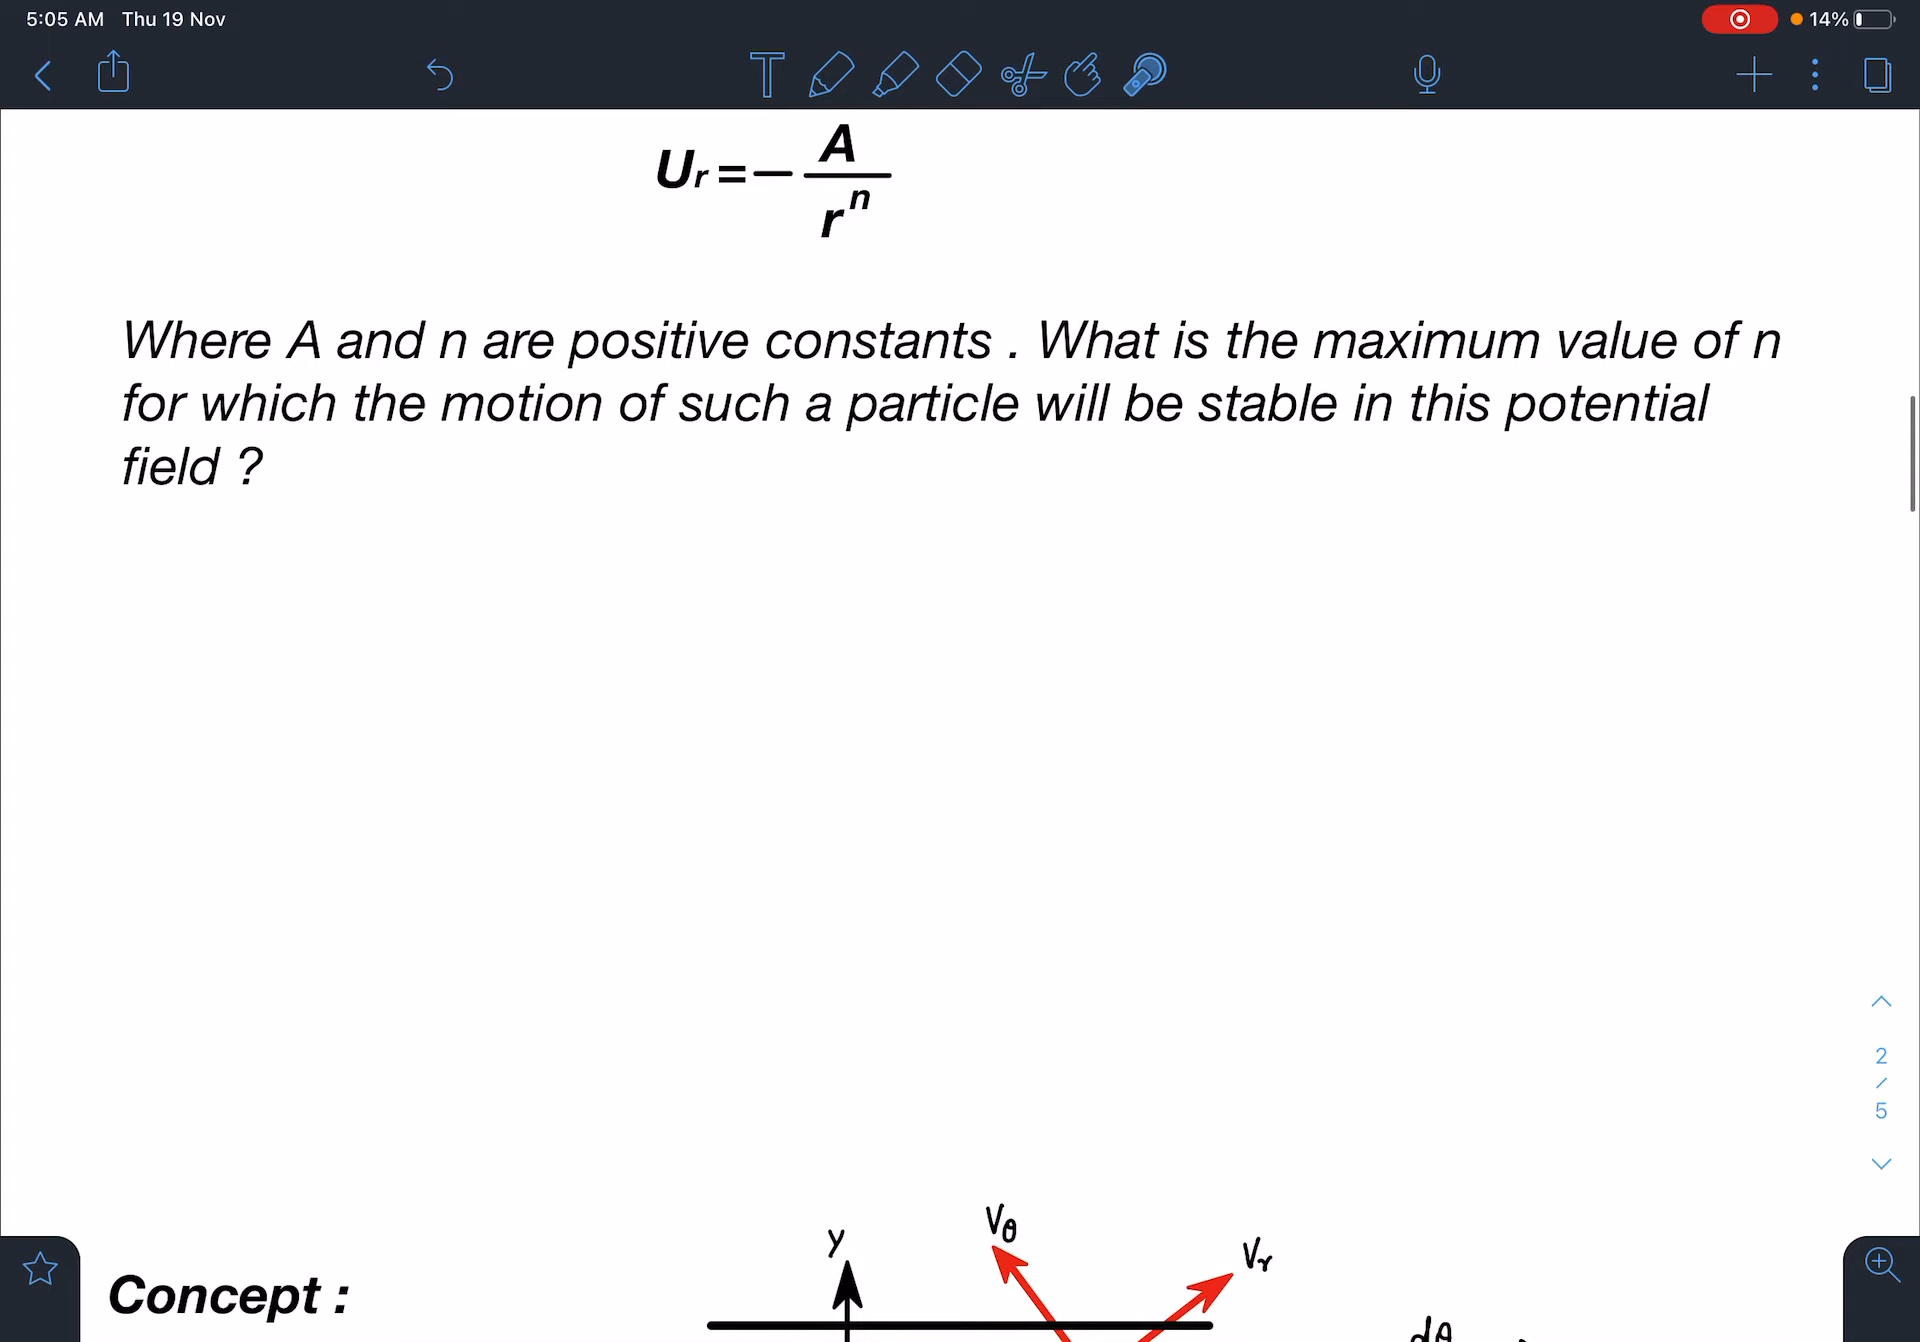 5:05 AM Thu 19 Nov
14%
T
Ur = − A
r^n
Where A and n are positive constants . What is the maximum value of n
for which the motion of such a particle will be stable in this potential
field ?
2
/
5
Vθ
y
Vr
Concept :
dθ